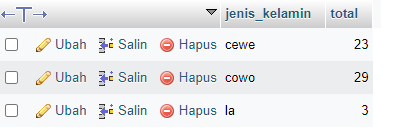 jenis_kelamin total
Ubah Salin Hapus cewe 23
Ubah Salin Hapus cowo 29
Ubah Salin Hapus la 3